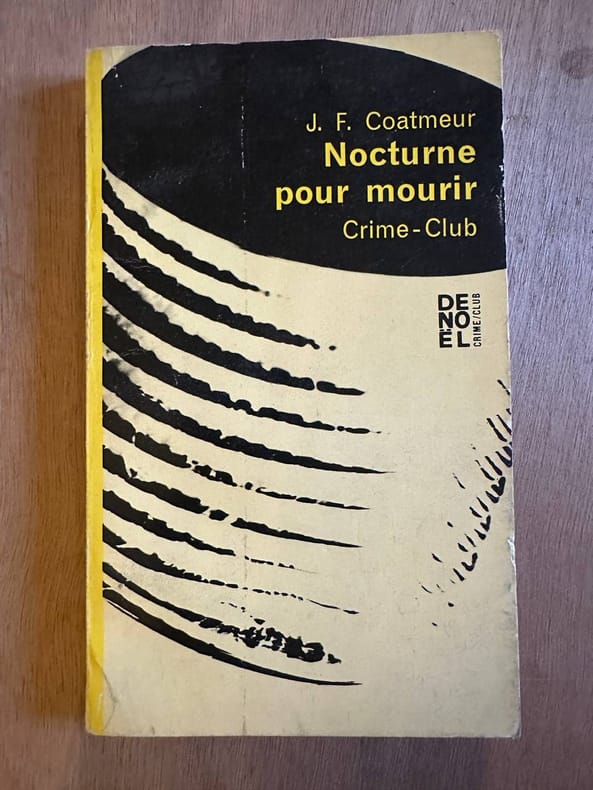 J. F. Coatmeur
Nocturne
pour mourir
Crime-Club
DE
NO
ËL
CRIME/CLUB